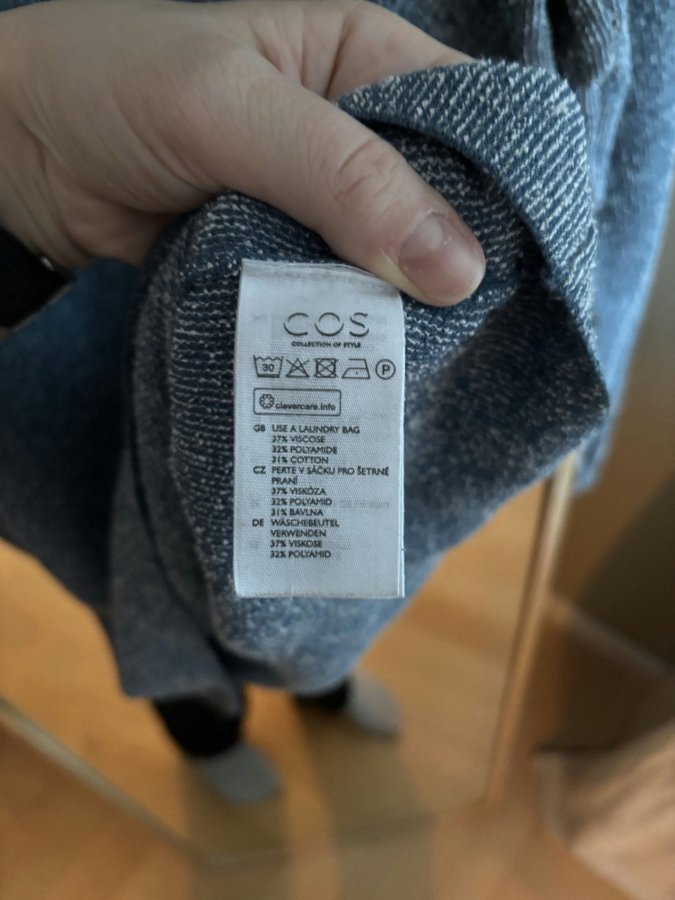 COS
COLLECTION OF STYLE
30
P
clevercare.info
GB USE A LAUNDRY BAG
37% VISCOSE
32% POLYAMIDE
31% COTTON
CZ PERTE V SÁČKU PRO ŠETRNÉ
PRANÍ
37% VISKÓZA
32% POLYAMID
31% BAVLNA
DE WÄSCHEBEUTEL
VERWENDEN
37% VISKOSE
32% POLYAMID